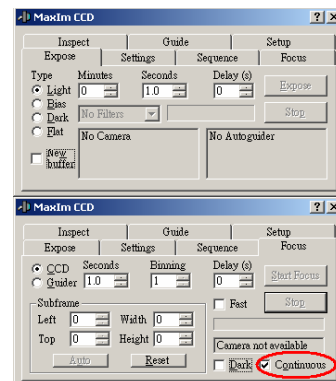 MaxIm CCD
Inspect Guide Setup
Expose Settings Sequence Focus
Type Minutes Seconds Delay (s)
Light 0 1.0 0 Expose
Bias
Dark No Filters Stop
Flat
No Camera No Autoguider
New
buffer
MaxIm CCD
Inspect Guide Setup
Expose Settings Sequence Focus
CCD Seconds Binning Delay (s)
Guider 1.0 1 0 Start Focus
Subframe Fast Stop
Left 0 Width 0
Top 0 Height 0 Camera not available
Auto Reset Dark Continuous